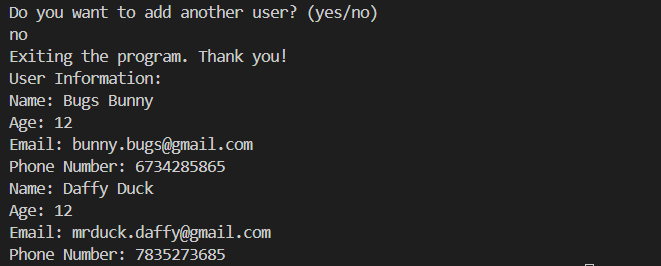 Do you want to add another user? (yes/no)
no
Exiting the program. Thank you!
User Information:
Name: Bugs Bunny
Age: 12
Email: bunny.bugs@gmail.com
Phone Number: 6734285865
Name: Daffy Duck
Age: 12
Email: mrduck.daffy@gmail.com
Phone Number: 7835273685